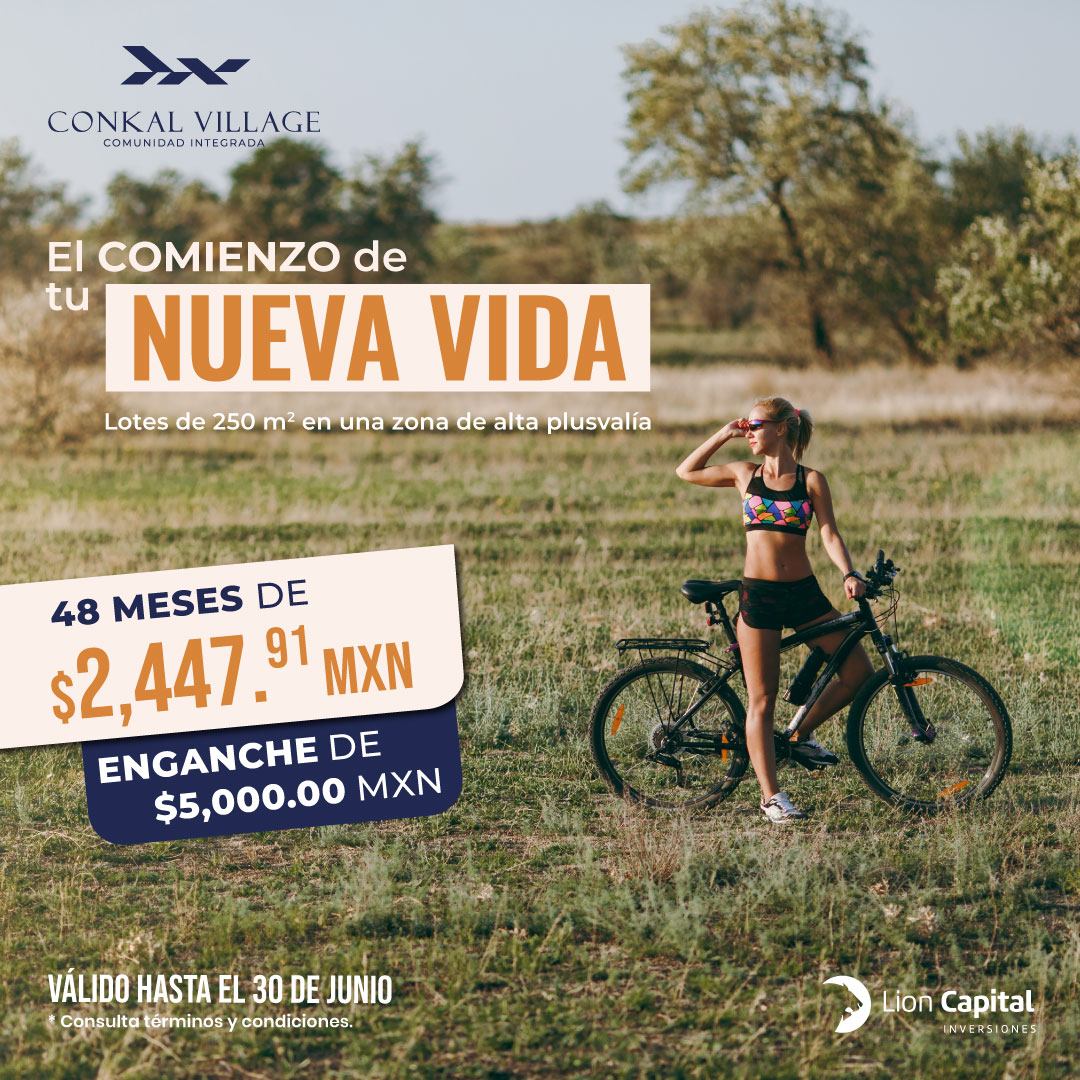 CONKAL VILLAGE
COMUNIDAD INTEGRADA
El COMIENZO de
tu NUEVA VIDA
Lotes de 250 m² en una zona de alta plusvalía
48 MESES DE
$2,447.91 MXN
ENGANCHE DE
$5,000.00 MXN
VÁLIDO HASTA EL 30 DE JUNIO
* Consulta términos y condiciones.
Lion Capital
INVERSIONES